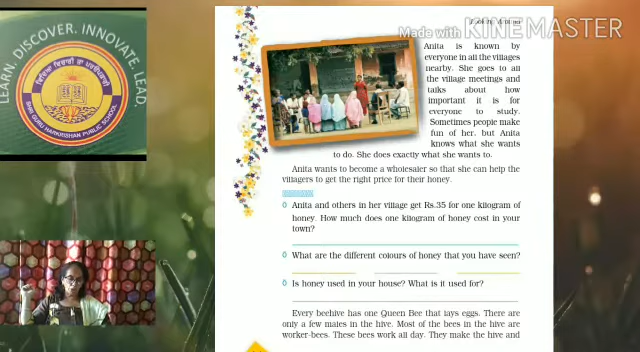 LEARN. DISCOVER. INNOVATE. LEAD.
SHRI GURU HARKRISHAN PUBLIC SCHOOL
Made with KINEMASTER
Anita is known by
everyone in all the villages
nearby. She goes to all
the village meetings and
talks about how
important it is for
everyone to study.
Sometimes people make
fun of her, but Anita
knows what she wants
to do. She does exactly what she wants to.
Anita wants to become a wholesaler so that she can help the
villagers to get the right price for their honey.
Anita and others in her village get Rs.35 for one kilogram of
honey. How much does one kilogram of honey cost in your
town?
What are the different colours of honey that you have seen?
Is honey used in your house? What is it used for?
Every beehive has one Queen Bee that lays eggs. There are
only a few males in the hive. Most of the bees in the hive are
worker-bees. These bees work all day. They make the hive and